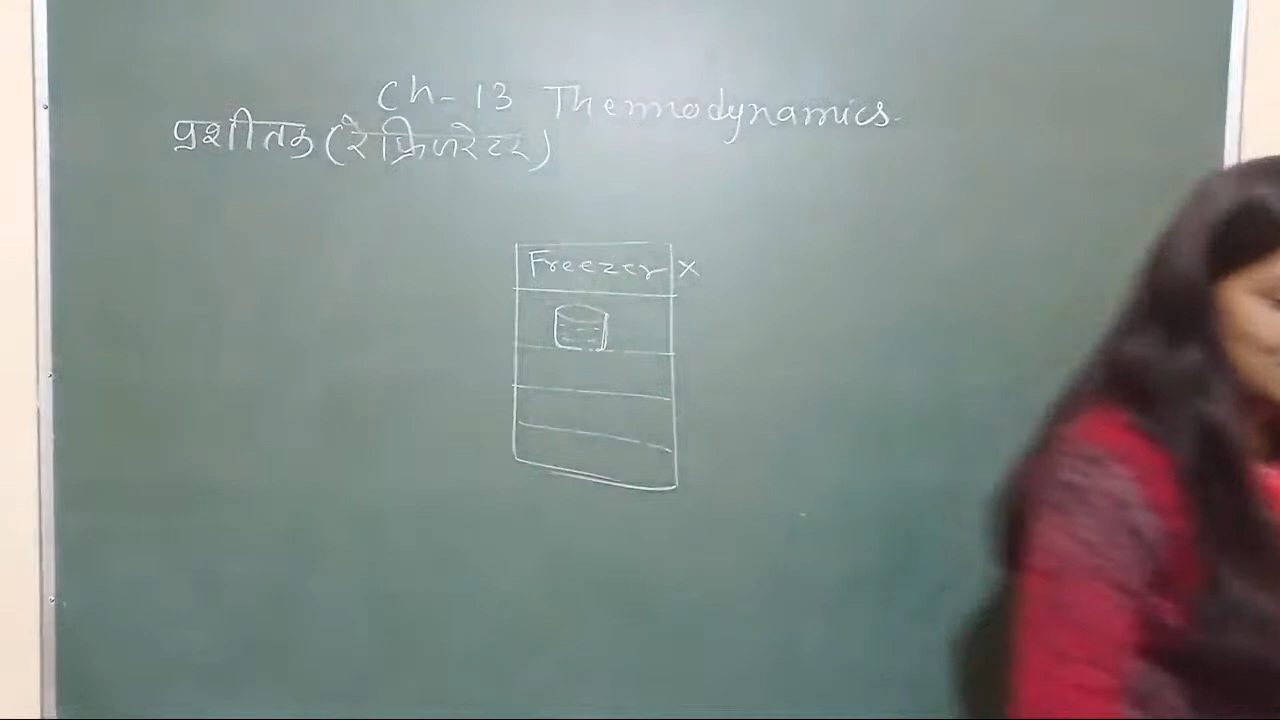 Ch- 13 Thermodynamics.
प्रशीतक (रेफ्रिजरेटर)
Freezer x